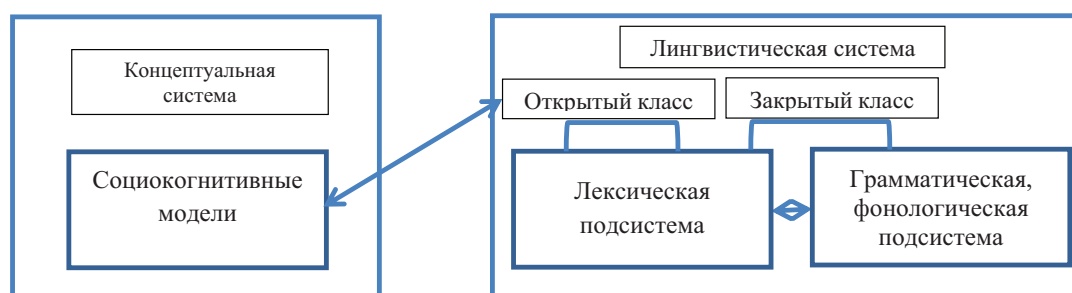 Концептуальная
система
Социокогнитивные
модели
Лингвистическая система
Открытый класс
Закрытый класс
Лексическая
подсистема
Грамматическая,
фонологическая
подсистема